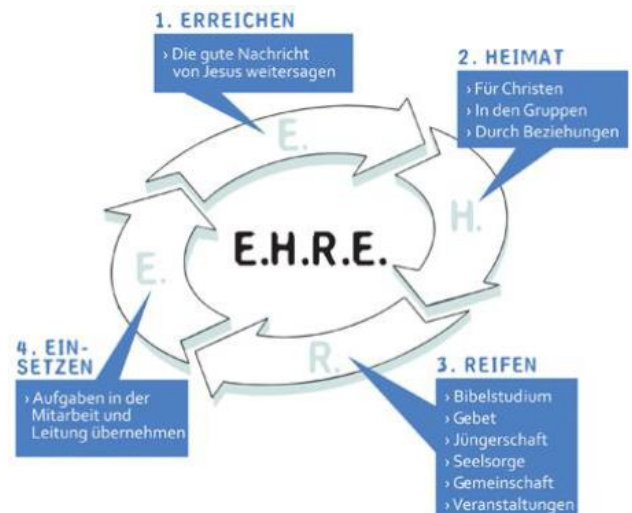 1. ERREICHEN
› Die gute Nachricht
von Jesus weitersagen
2. HEIMAT
› Für Christen
› In den Gruppen
› Durch Beziehungen
E.
H.
E.H.R.E.
E.
R.
4. EIN-
SETZEN
› Aufgaben in der
Mitarbeit und
Leitung übernehmen
3. REIFEN
› Bibelstudium
› Gebet
› Jüngerschaft
› Seelsorge
› Gemeinschaft
› Veranstaltungen